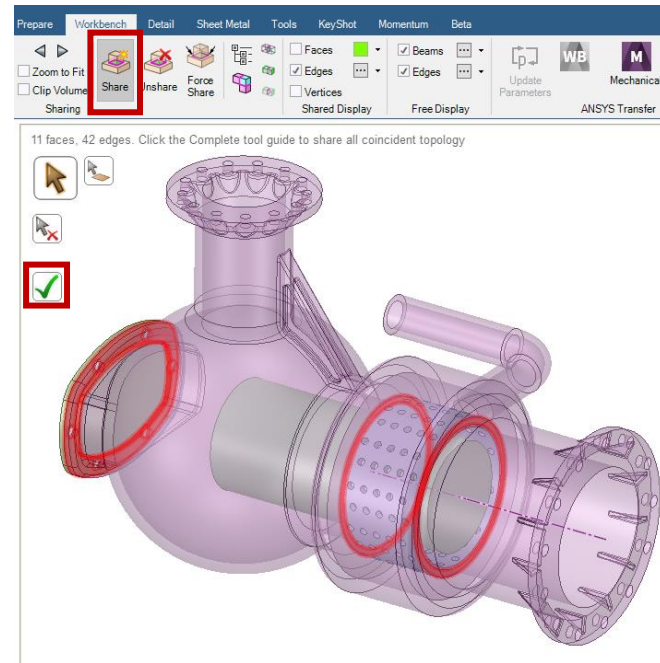 Prepare Workbench Detail Sheet Metal Tools KeyShot Momentum Beta
Zoom to Fit
Clip Volume
Sharing
Share
Unshare
Force
Share
Faces
Edges
Vertices
Shared Display
Beams
Edges
Free Display
Update
Parameters
WB
M
Mechanica
ANSYS Transfer
11 faces, 42 edges. Click the Complete tool guide to share all coincident topology